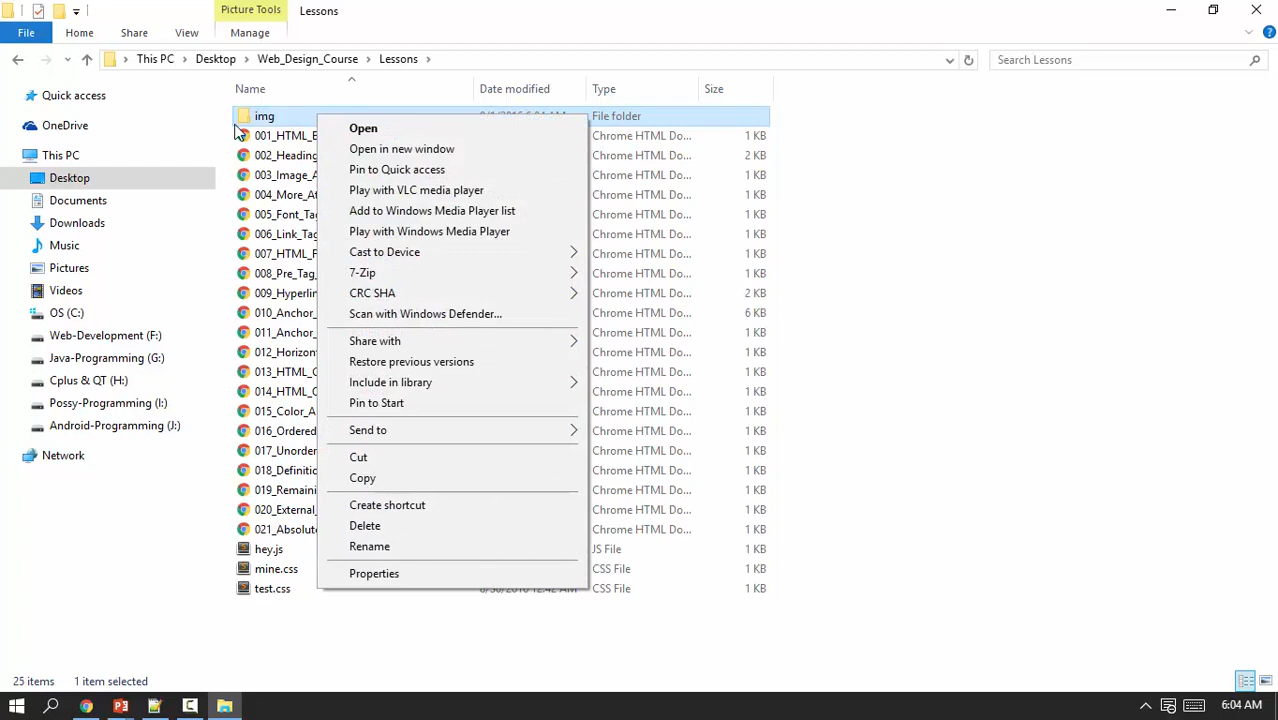 Picture Tools
Lessons
File
Home
Share
View
Manage
This PC
Desktop
Web_Design_Course
Lessons
Search Lessons
Name
Date modified
Type
Size
Quick access
OneDrive
This PC
Desktop
Documents
Downloads
Music
Pictures
Videos
OS (C:)
Web-Development (F:)
Java-Programming (G:)
Cplus & QT (H:)
Possy-Programming (I:)
Android-Programming (J:)
Network
img File folder
001_HTML_E Chrome HTML Do... 1 KB
002_Heading Chrome HTML Do... 2 KB
003_Image_A Chrome HTML Do... 1 KB
004_More_At Chrome HTML Do... 1 KB
005_Font_Tag Chrome HTML Do... 1 KB
006_Link_Tag Chrome HTML Do... 1 KB
007_HTML_F Chrome HTML Do... 1 KB
008_Pre_Tag_ Chrome HTML Do... 1 KB
009_Hyperlin Chrome HTML Do... 2 KB
010_Anchor_ Chrome HTML Do... 6 KB
011_Anchor_ Chrome HTML Do... 1 KB
012_Horizont Chrome HTML Do... 1 KB
013_HTML_C Chrome HTML Do... 1 KB
014_HTML_C Chrome HTML Do... 1 KB
015_Color_A Chrome HTML Do... 1 KB
016_Ordered Chrome HTML Do... 1 KB
017_Unorder Chrome HTML Do... 1 KB
018_Definiti Chrome HTML Do... 1 KB
019_Remaini Chrome HTML Do... 1 KB
020_External_ Chrome HTML Do... 1 KB
021_Absolute Chrome HTML Do... 1 KB
hey.js JS File 1 KB
mine.css CSS File 1 KB
test.css CSS File 1 KB
Open
Open in new window
Pin to Quick access
Play with VLC media player
Add to Windows Media Player list
Play with Windows Media Player
Cast to Device
7-Zip
CRC SHA
Scan with Windows Defender...
Share with
Restore previous versions
Include in library
Pin to Start
Send to
Cut
Copy
Create shortcut
Delete
Rename
Properties
25 items
1 item selected
6:04 AM